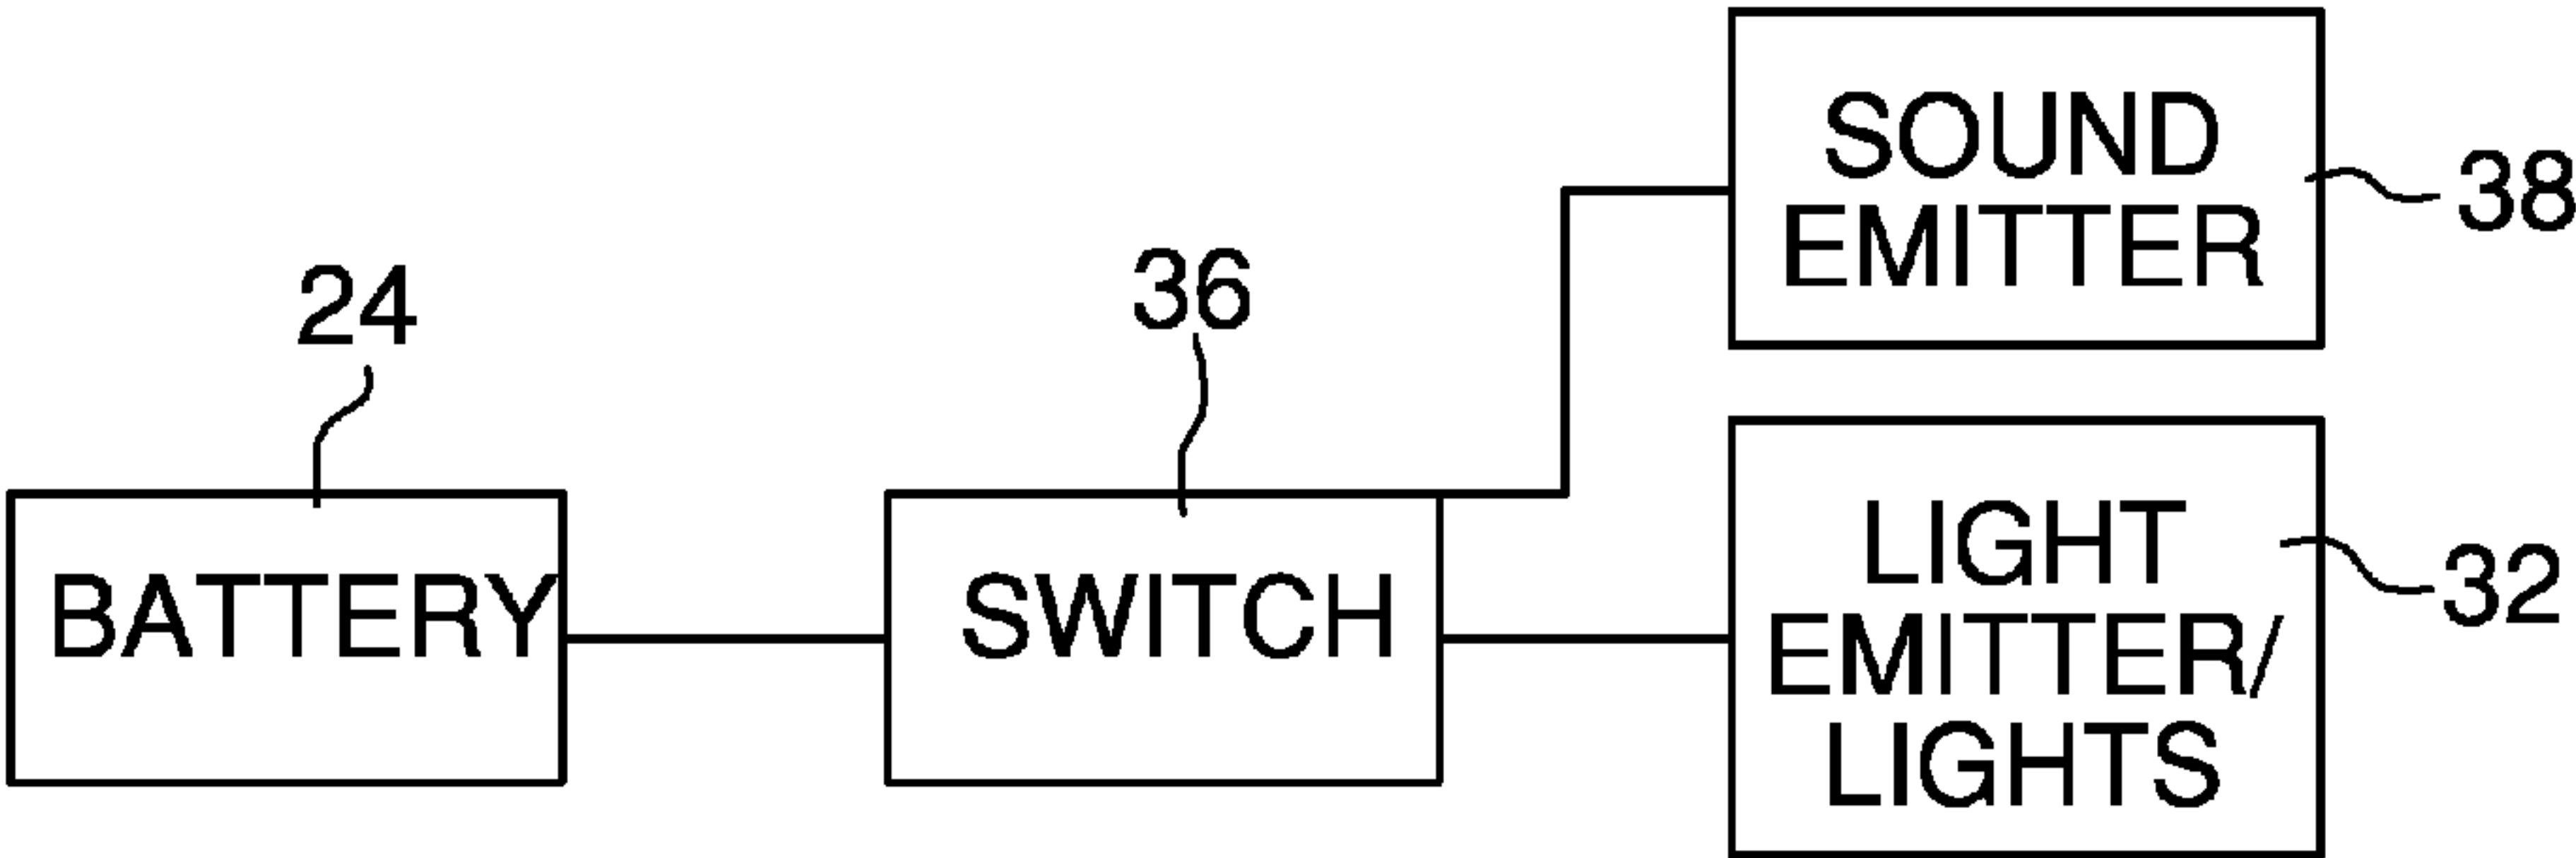 SOUND
EMITTER
38
24
36
BATTERY
SWITCH
LIGHT
EMITTER/
LIGHTS
32